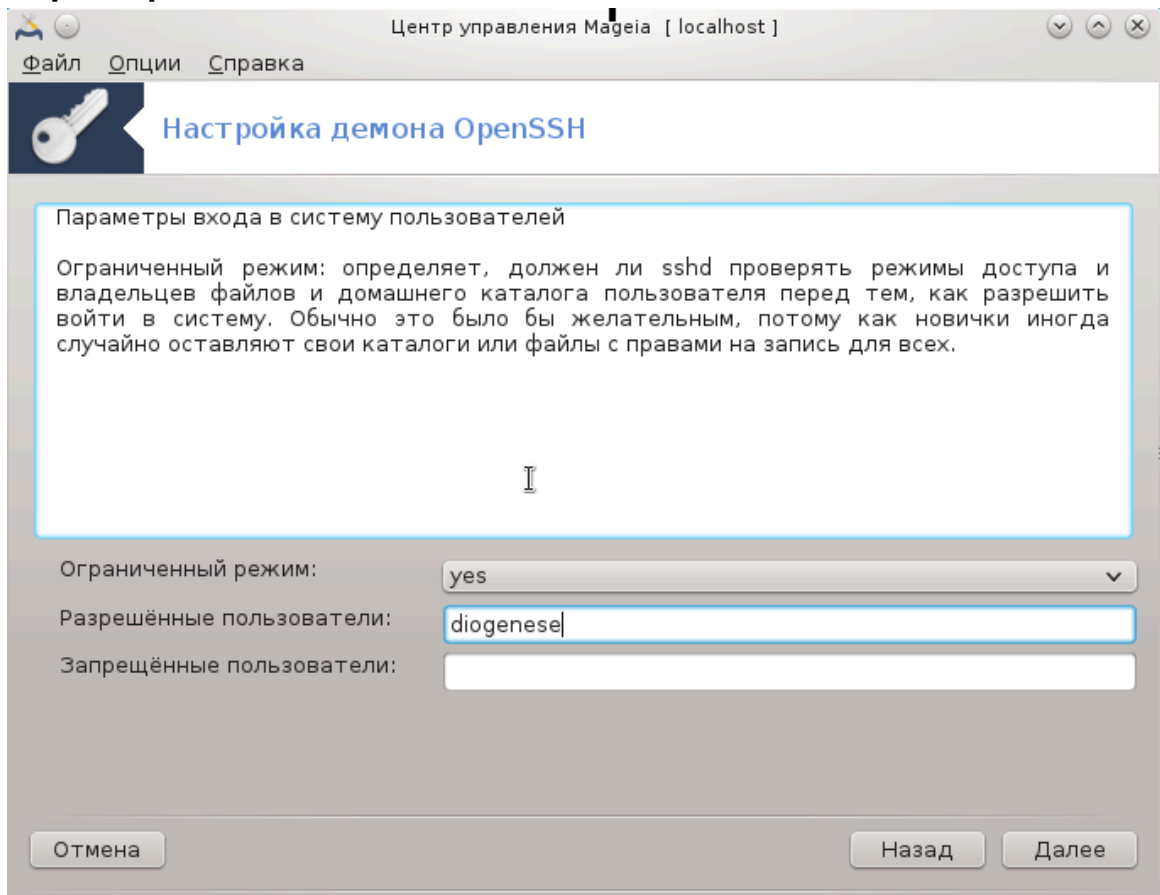 Центр управления Mageia [ localhost ]
Файл Опции Справка
Настройка демона OpenSSH
Параметры входа в систему пользователей
Ограниченный режим: определяет, должен ли sshd проверять режимы доступа и
владельцев файлов и домашнего каталога пользователя перед тем, как разрешить
войти в систему. Обычно это было бы желательным, потому как новички иногда
случайно оставляют свои каталоги или файлы с правами на запись для всех.
Ограниченный режим: yes
Разрешённые пользователи: diogenese
Запрещённые пользователи:
Отмена Назад Далее